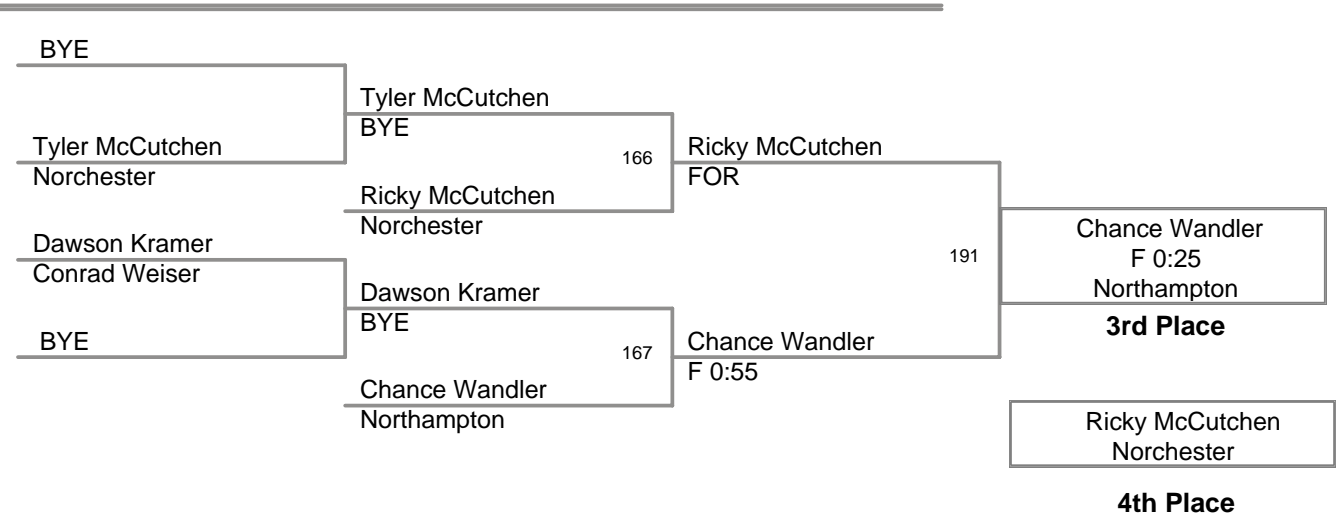 BYE
Tyler McCutchen
BYE
Tyler McCutchen
Norchester
166
Ricky McCutchen
FOR
Ricky McCutchen
Norchester
Dawson Kramer
Conrad Weiser
191
Chance Wandler
F 0:25
Northampton
3rd Place
Dawson Kramer
BYE
BYE
167
Chance Wandler
F 0:55
Chance Wandler
Northampton
Ricky McCutchen
Norchester
4th Place